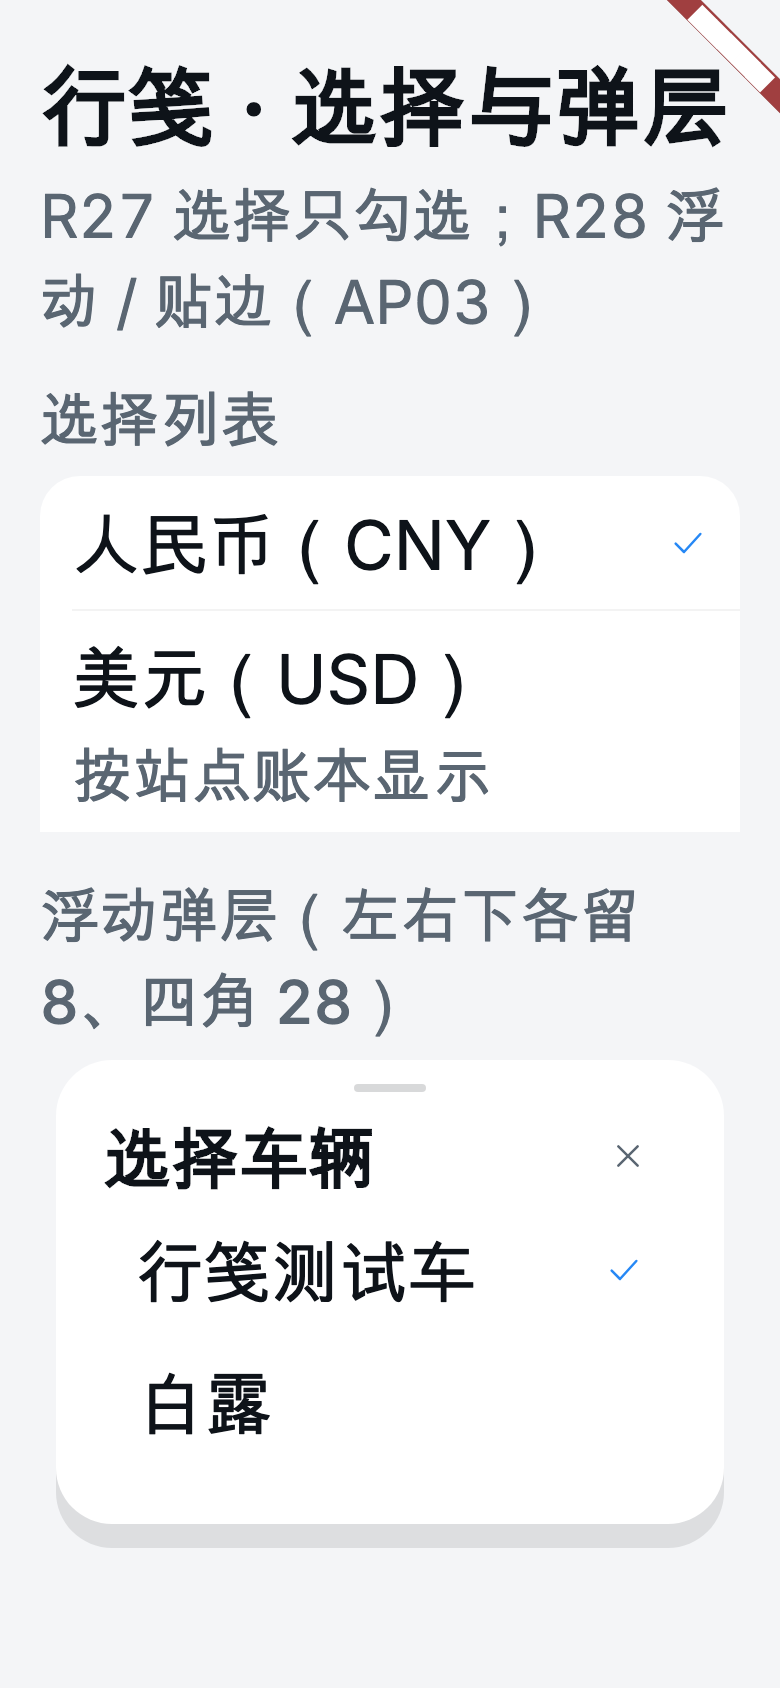 行笺 · 选择与弹层
R27 选择只勾选；R28 浮
动 / 贴边（AP03）
选择列表
人民币（CNY）
美元（USD）
按站点账本显示
浮动弹层（左右下各留
8、四角 28）
选择车辆
行笺测试车
白露